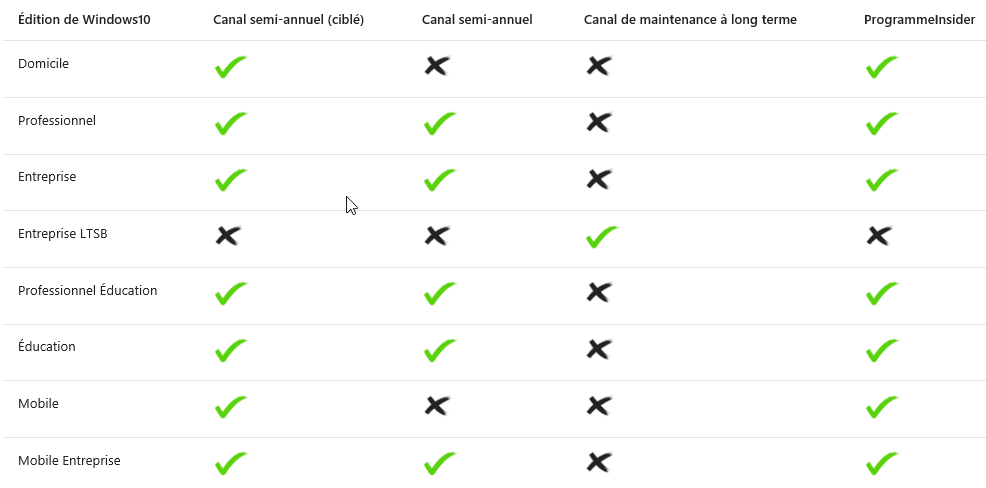 Édition de Windows10 Canal semi-annuel (ciblé) Canal semi-annuel Canal de maintenance à long terme ProgrammeInsider
Domicile
Professionnel
Entreprise
Entreprise LTSB
Professionnel Éducation
Éducation
Mobile
Mobile Entreprise